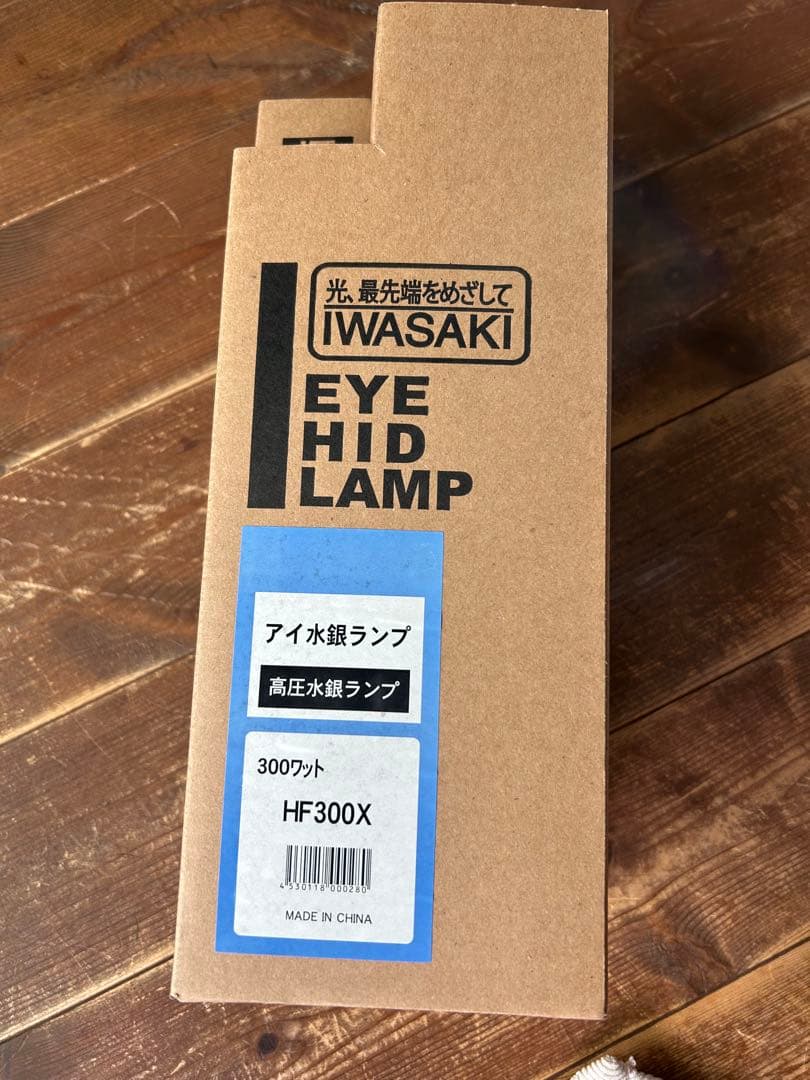 光、最先端をめざして
IWASAKI
EYE
HID
LAMP
アイ水銀ランプ
高圧水銀ランプ
300ワット
HF300X
4530118000280
MADE IN CHINA